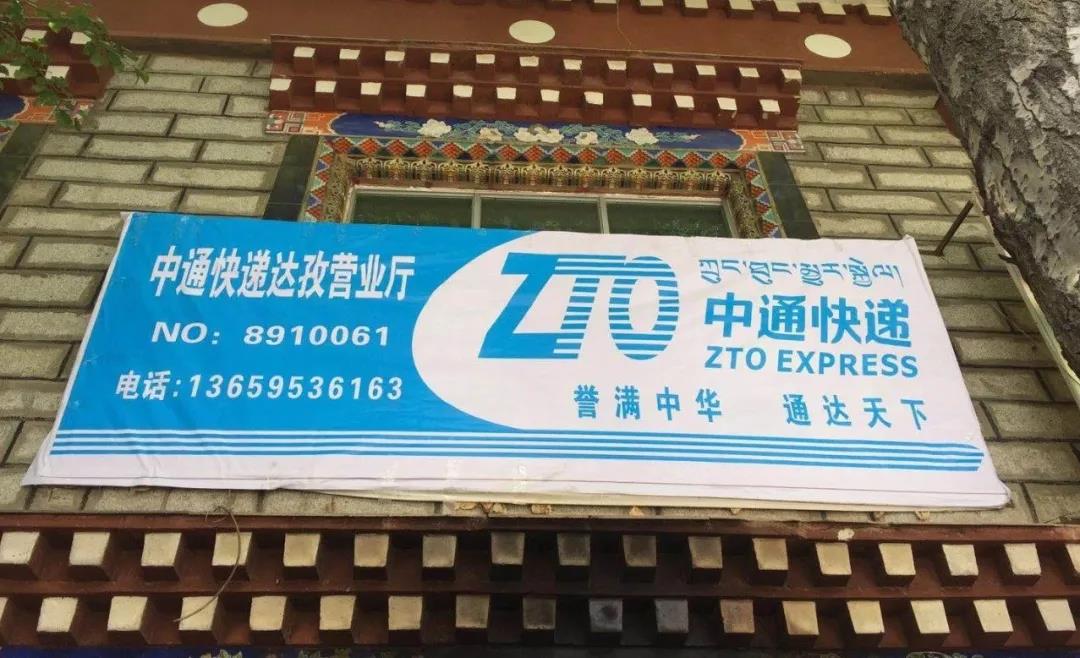 中通快递达孜营业厅
NO: 8910061
电话:13659536163
ZTO
ཀྲུང་ཐུང་མྱུར་སྐྱེལ།
中通快递
ZTO EXPRESS
誉满中华 通达天下